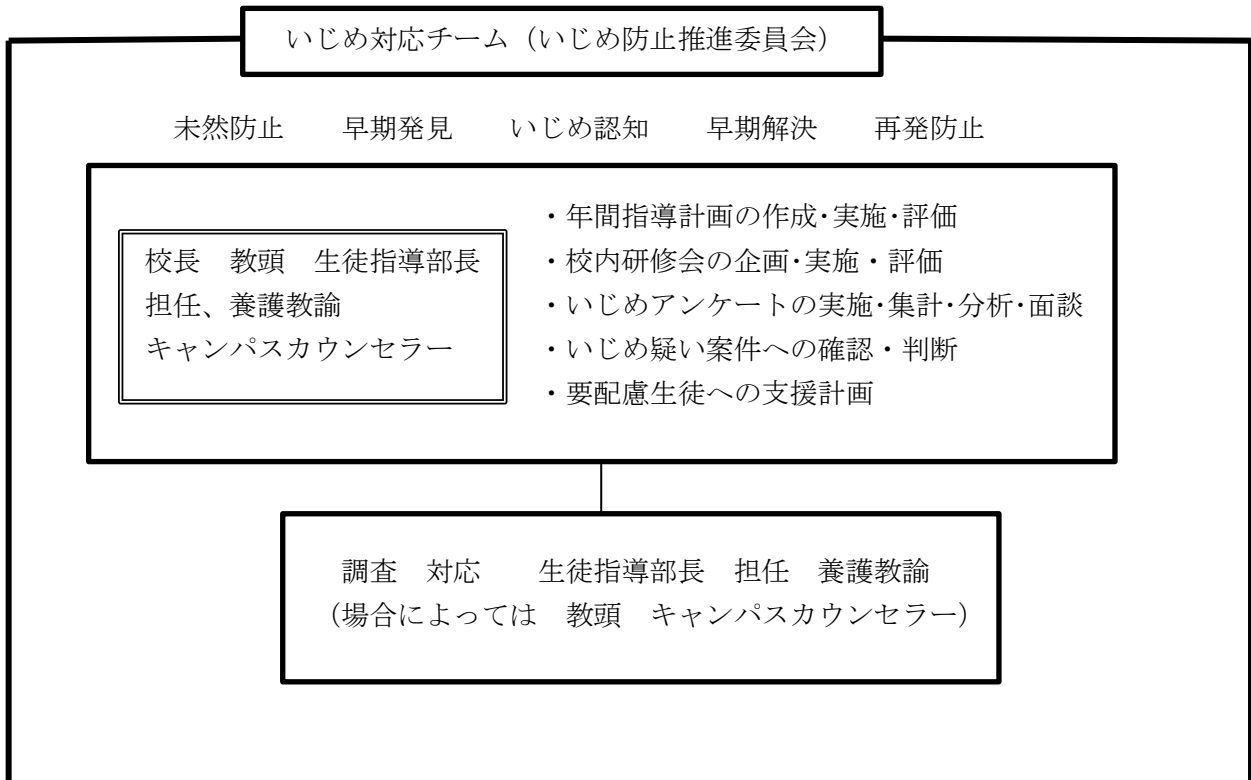 いじめ対応チーム（いじめ防止推進委員会）
未然防止　　早期発見　　いじめ認知　　早期解決　　再発防止
校長　教頭　生徒指導部長
担任、養護教諭
キャンパスカウンセラー
・年間指導計画の作成･実施･評価
・校内研修会の企画･実施・評価
・いじめアンケートの実施･集計･分析･面談
・いじめ疑い案件への確認・判断
・要配慮生徒への支援計画
調査　対応　　生徒指導部長　担任　養護教諭
（場合によっては　教頭　キャンパスカウンセラー）